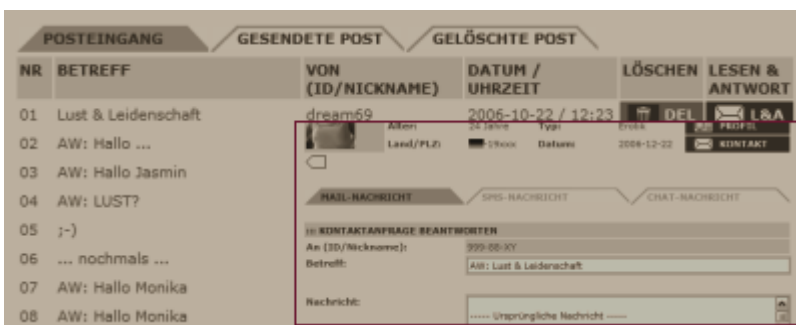 POSTEINGANG GESENDETE POST GELÖSCHTE POST
NR BETREFF VON (ID/NICKNAME) DATUM / UHRZEIT LÖSCHEN LESEN & ANTWORT
01 Lust & Leidenschaft dream69 2006-10-22 / 12:23 DEL L&A
02 AW: Hallo ...
03 AW: Hallo Jasmin
04 AW: LUST?
05 ;-)
06 ... nochmals ...
07 AW: Hallo Monika
08 AW: Hallo Monika
Alter: 24 Jahre Typ: Erotik PROFIL
Land/PLZ: -19xxx Datum: 2006-12-22 KONTAKT
MAIL-NACHRICHT SMS-NACHRICHT CHAT-NACHRICHT
::: KONTAKTANFRAGE BEANTWORTEN
An (ID/Nickname): 999-88-XY
Betreff: AW: Lust & Leidenschaft
Nachricht:
----- Ursprüngliche Nachricht -----